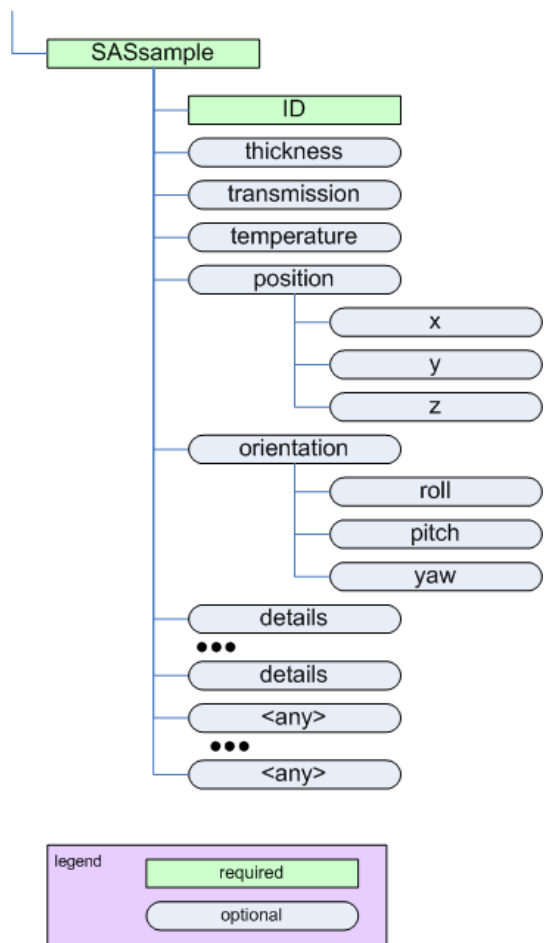 SASsample
ID
thickness
transmission
temperature
position
x
y
z
orientation
roll
pitch
yaw
details
details
<any>
<any>
legend
required
optional